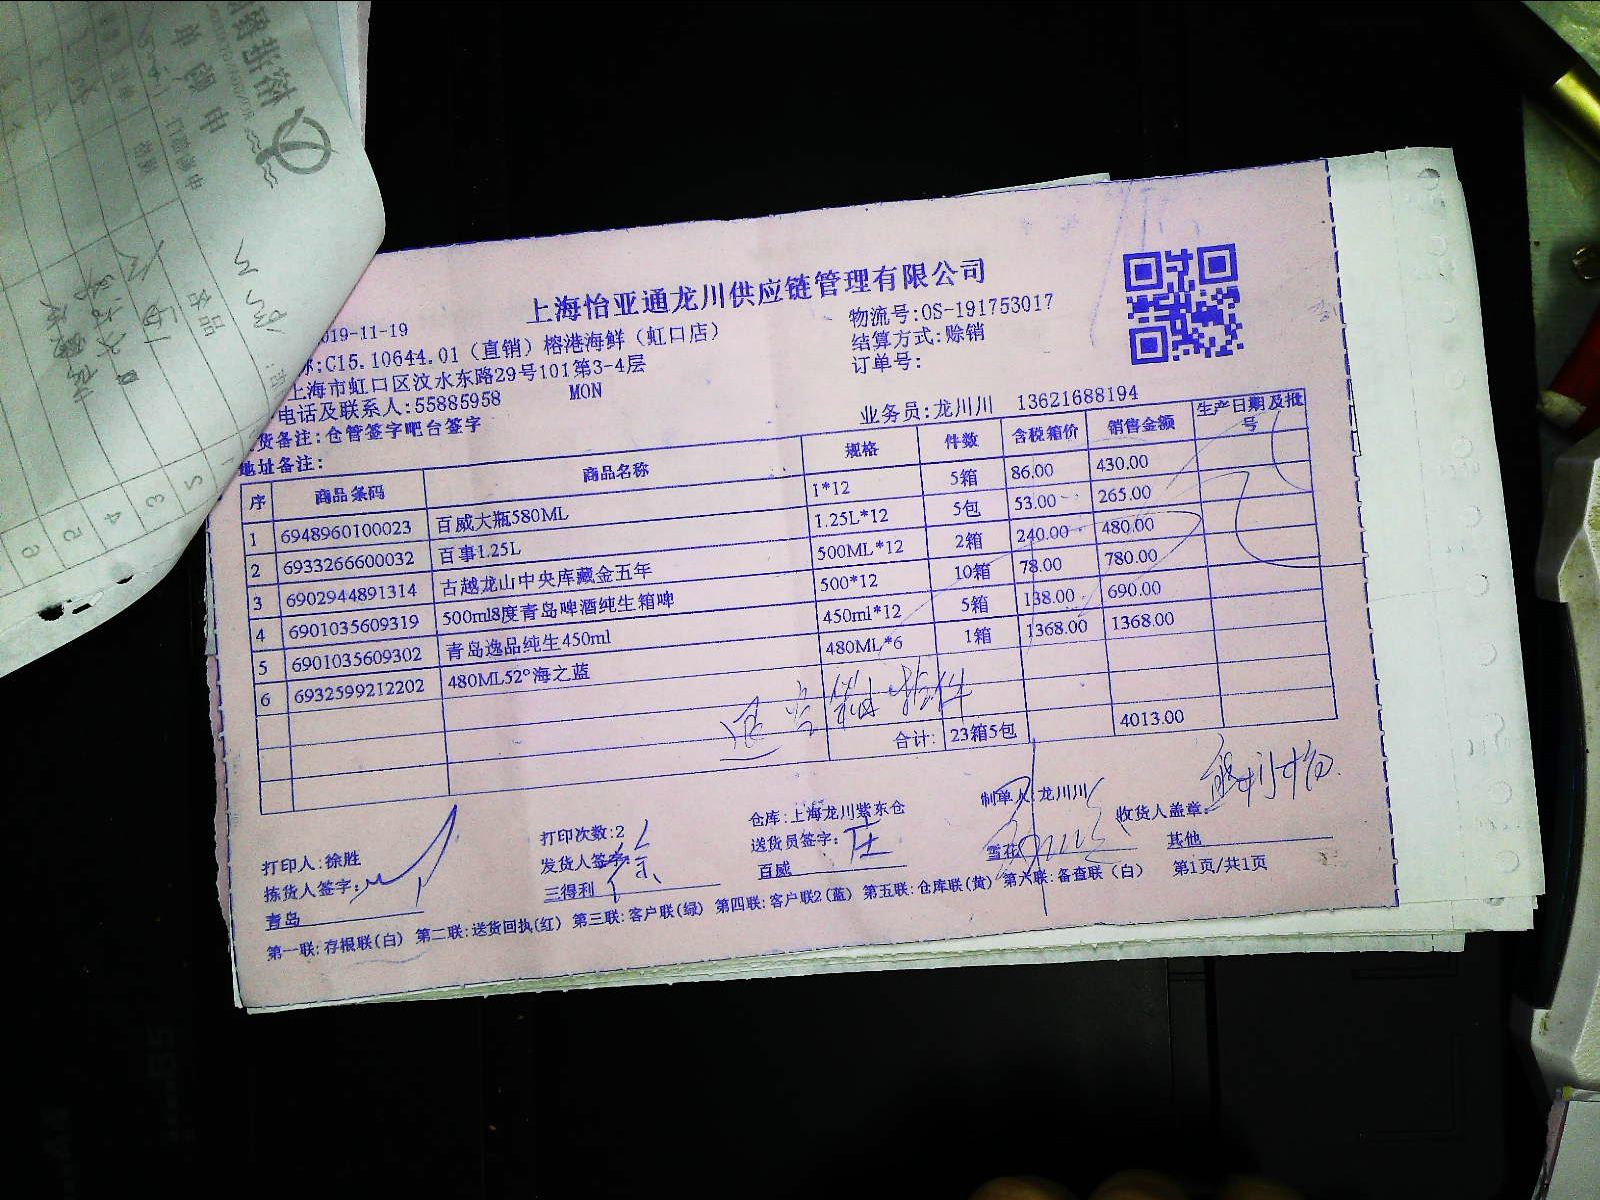 上海怡亚通龙川供应链管理有限公司
019-11-19
物流号:OS-191753017
:C15.10644.01（直销）榕港海鲜（虹口店）
结算方式:赊销
上海市虹口区汶水东路29号101第3-4层
订单号:
电话及联系人:55885958 MON
业务员:龙川川 13621688194
货备注:仓管签字吧台签字
地址备注:
序 商品条码 商品名称 规格 件数 含税箱价 销售金额 生产日期及批号
1 6948960100023 百威大瓶580ML 1*12 5箱 86.00 430.00
2 6933266600032 百事1.25L 1.25L*12 5包 53.00 265.00
3 6902944891314 古越龙山中央库藏金五年 500ML*12 2箱 240.00 480.00
4 6901035609319 500ml8度青岛啤酒纯生箱啤 500*12 10箱 78.00 780.00
5 6901035609302 青岛逸品纯生450ml 450ml*12 5箱 138.00 690.00
6 6932599212202 480ML52°海之蓝 480ML*6 1箱 1368.00 1368.00
合计: 23箱5包 4013.00
打印人:徐胜 打印次数:2 仓库:上海龙川紫东仓 制单人:龙川川 收货人盖章:
拣货人签字: 发货人签字: 送货员签字: 其他
青岛 三得利 百威 雪花
第一联:存根联(白) 第二联:送货回执(红) 第三联:客户联(绿) 第四联:客户联2(蓝) 第五联:仓库联(黄) 第六联:备查联（白） 第1页/共1页